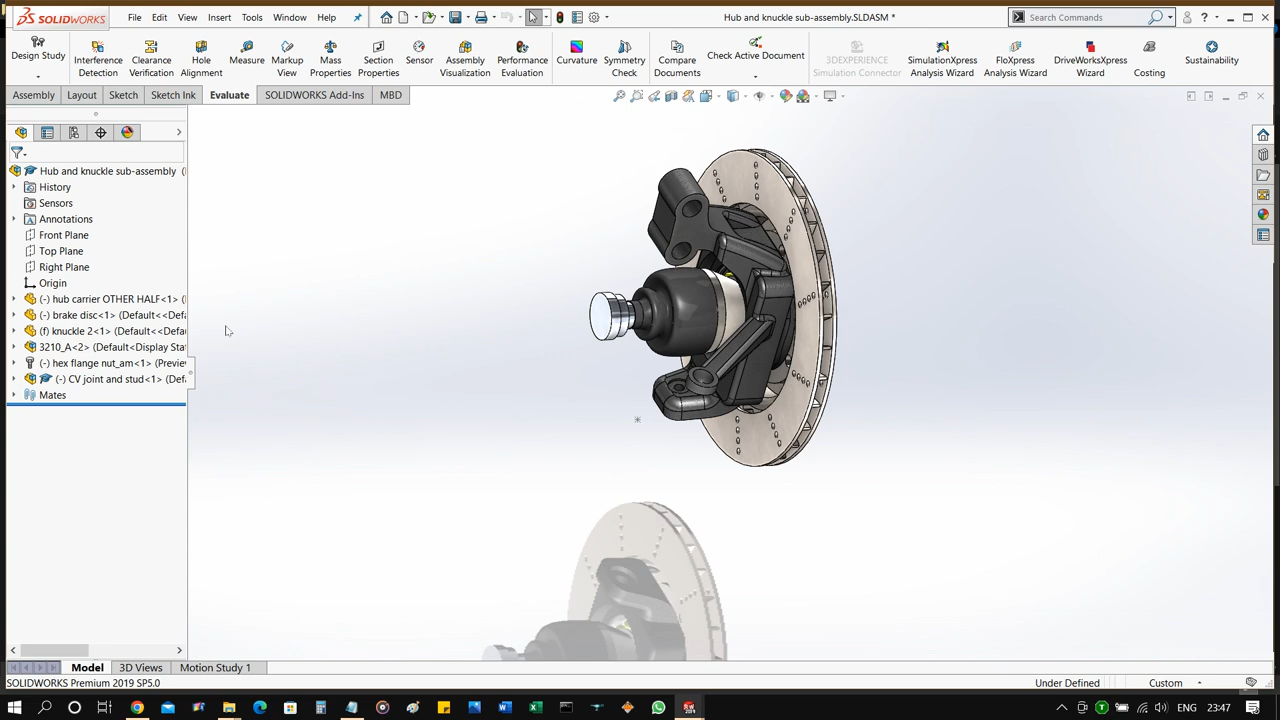 SOLIDWORKS
File Edit View Insert Tools Window Help
Hub and knuckle sub-assembly.SLDASM *
Search Commands
Design Study
Interference Detection
Clearance Verification
Hole Alignment
Measure
Markup View
Mass Properties
Section Properties
Sensor
Assembly Visualization
Performance Evaluation
Curvature
Symmetry Check
Compare Documents
Check Active Document
3DEXPERIENCE Simulation Connector
SimulationXpress Analysis Wizard
FloXpress Analysis Wizard
DriveWorksXpress Wizard
Costing
Sustainability
Assembly Layout Sketch Sketch Ink Evaluate SOLIDWORKS Add-Ins MBD
Hub and knuckle sub-assembly (
History
Sensors
Annotations
Front Plane
Top Plane
Right Plane
Origin
(-) hub carrier OTHER HALF<1> (
(-) brake disc<1> (Default<<Defa
(f) knuckle 2<1> (Default<<Defau
3210_A<2> (Default<Display Sta
(-) hex flange nut_am<1> (Previe
(-) CV joint and stud<1> (Def
Mates
Model 3D Views Motion Study 1
SOLIDWORKS Premium 2019 SP5.0
Under Defined Custom
ENG 23:47